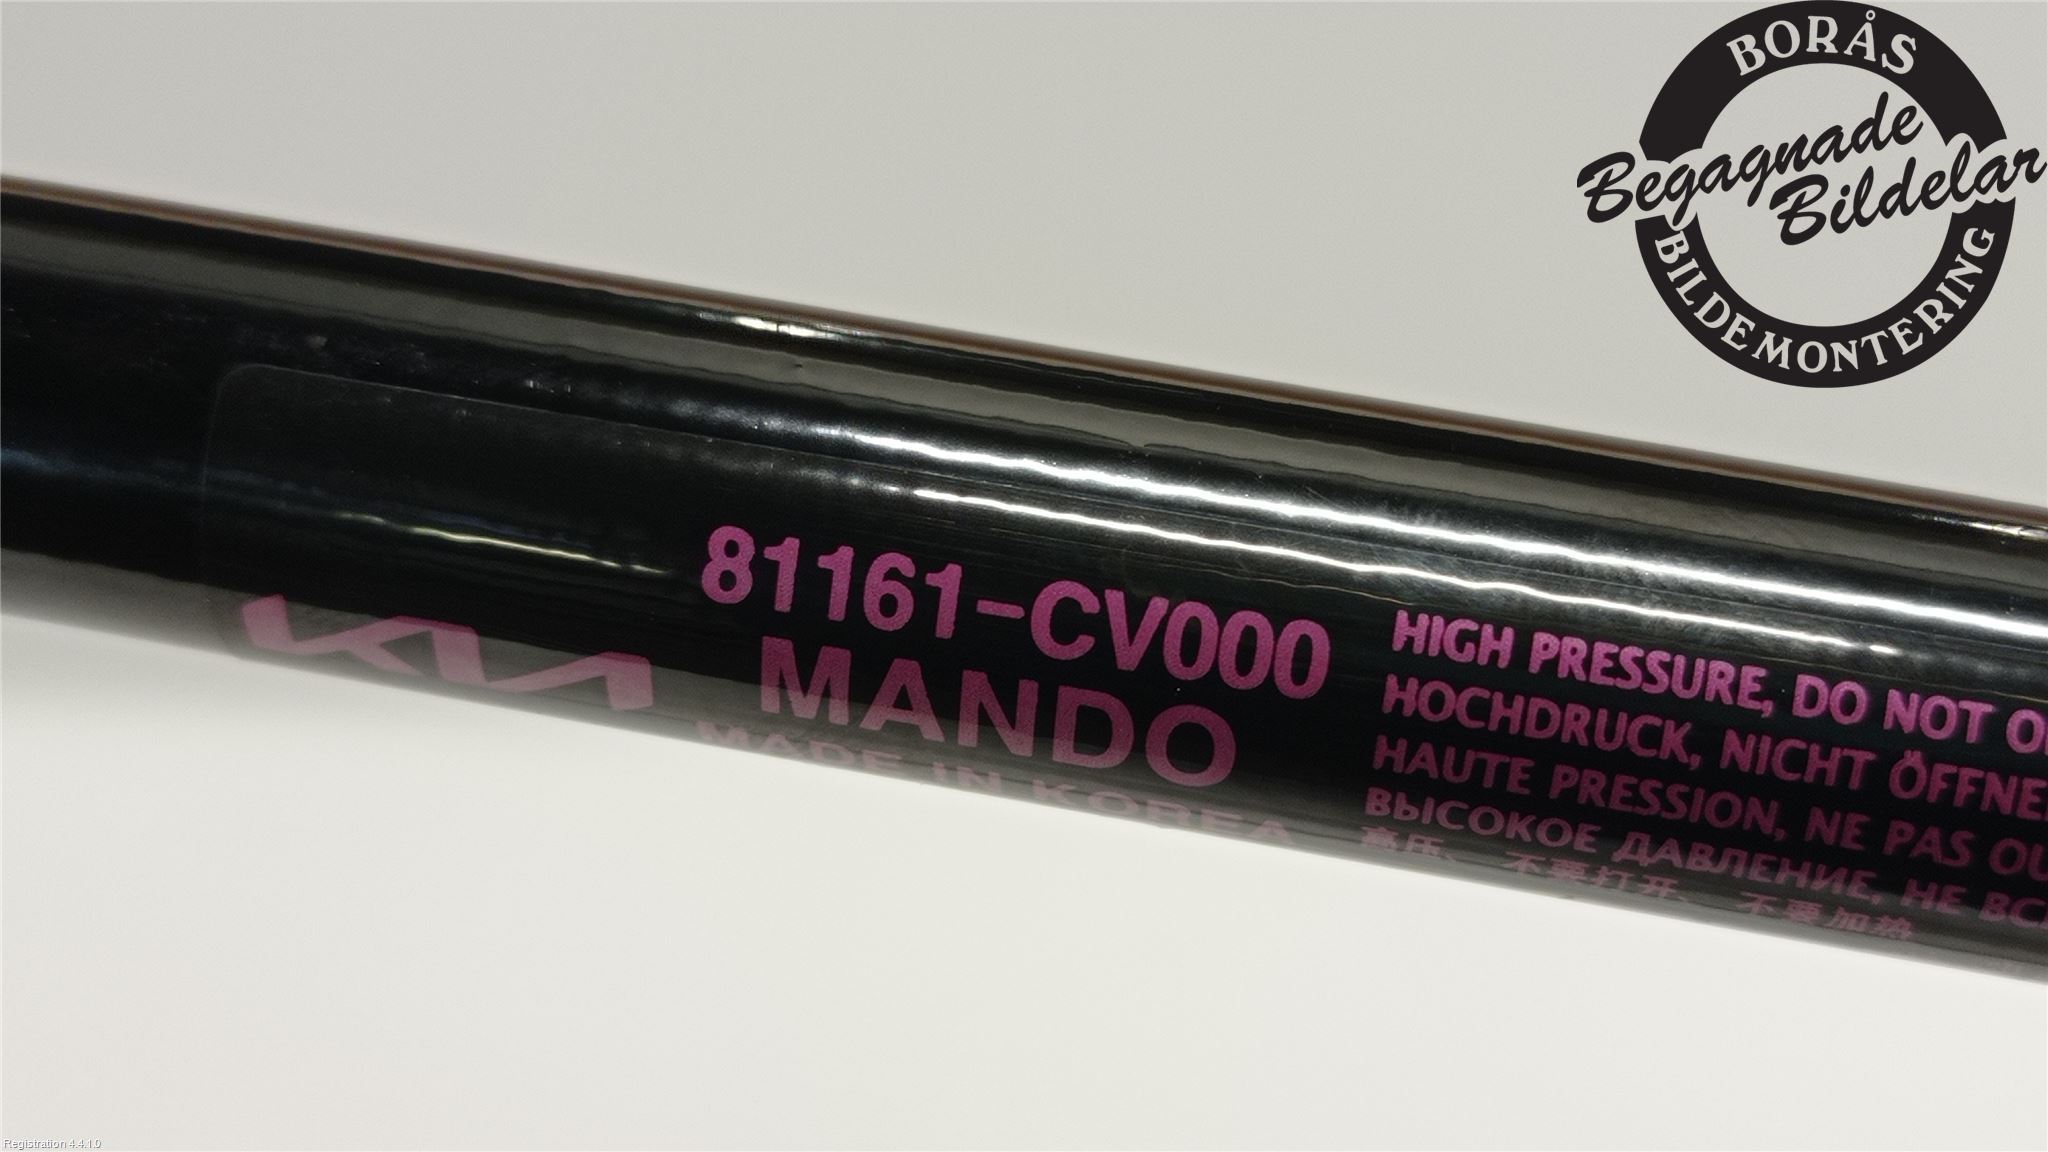 BORÅS
Begagnade
Bildelar
BILDEMONTERING
KIA
81161-CV000
MANDO
MADE IN KOREA
HIGH PRESSURE, DO NOT
HOCHDRUCK, NICHT ÖFFNE
HAUTE PRESSION, NE PAS OU
ВЫСОКОЕ ДАВЛЕНИЕ, НЕ ВС
高压、不要打开、不要加热
Registration 4.4.1.0